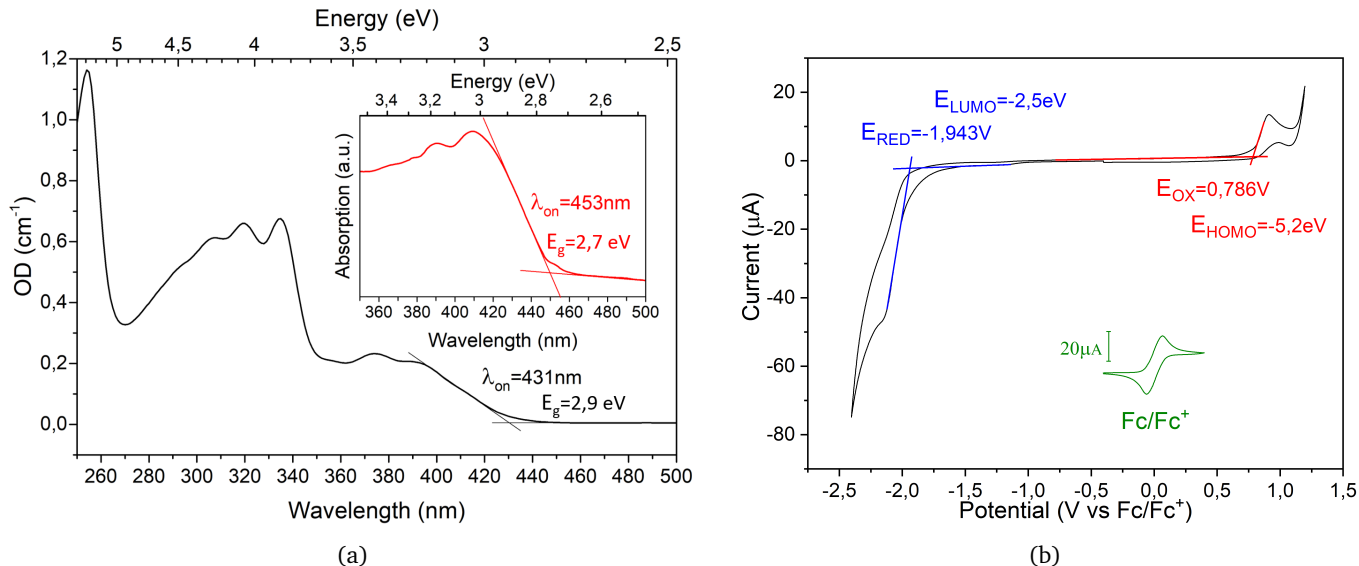 Energy (eV)
5 4,5 4 3,5 3 2,5
1,2
1,0
0,8
0,6
0,4
0,2
0,0
OD (cm-1)
260 280 300 320 340 360 380 400 420 440 460 480 500
Wavelength (nm)
Energy (eV)
3,4 3,2 3 2,8 2,6
Absorption (a.u.)
λon=453nm
Eg=2,7 eV
360 380 400 420 440 460 480 500
Wavelength (nm)
λon=431nm
Eg=2,9 eV
(a)
20
0
-20
-40
-60
-80
Current (μA)
ELUMO=-2,5eV
ERED=-1,943V
EOX=0,786V
EHOMO=-5,2eV
20μA
Fc/Fc+
-2,5 -2,0 -1,5 -1,0 -0,5 0,0 0,5 1,0 1,5
Potential (V vs Fc/Fc+)
(b)